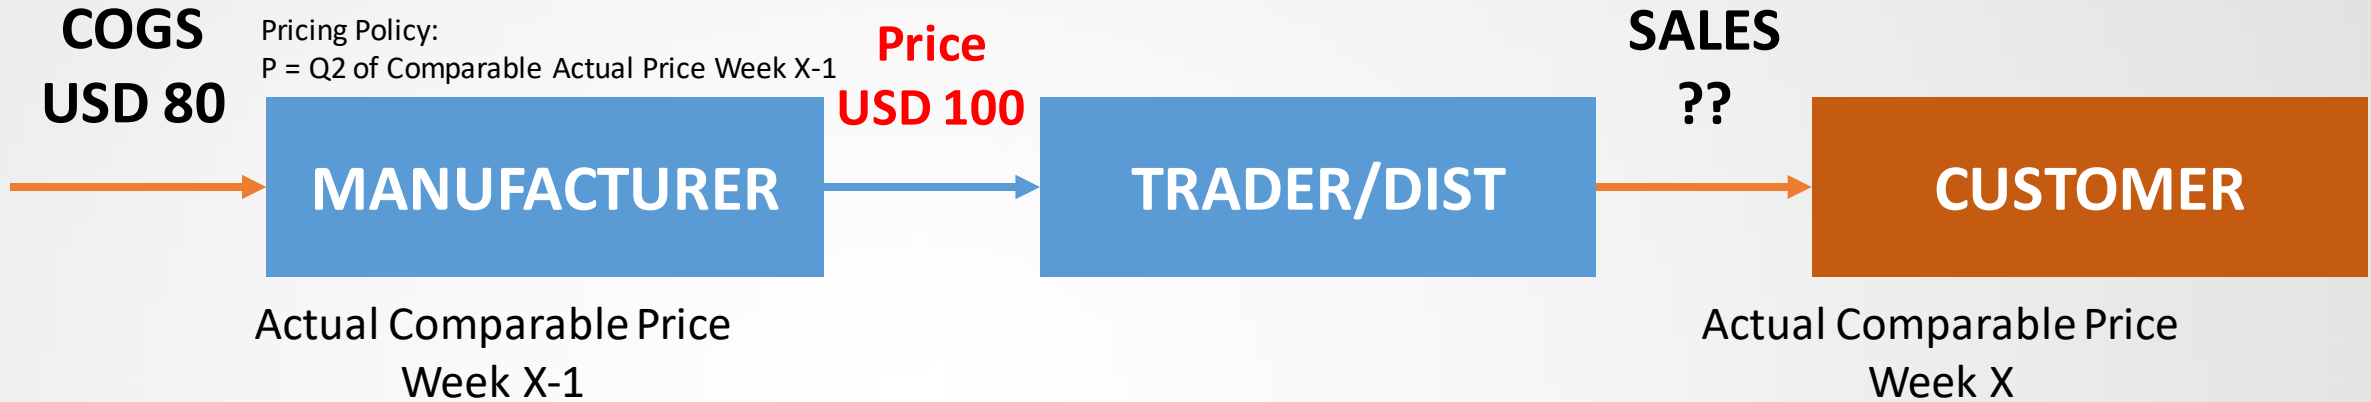 COGS
USD 80
Pricing Policy:
P = Q2 of Comparable Actual Price Week X-1
Price
USD 100
SALES
??
MANUFACTURER
TRADER/DIST
CUSTOMER
Actual Comparable Price
Week X-1
Actual Comparable Price
Week X